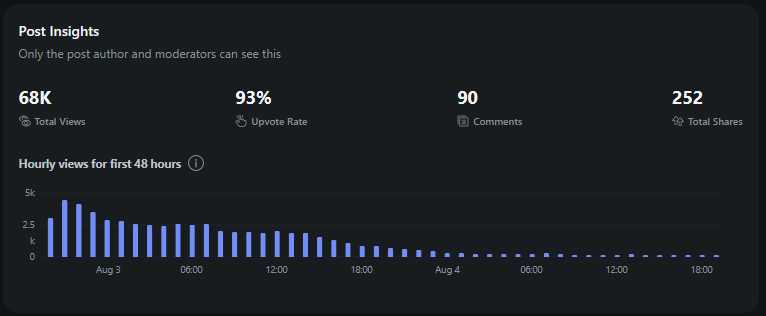 Post Insights
Only the post author and moderators can see this
68K 93% 90 252
Total Views Upvote Rate Comments Total Shares
Hourly views for first 48 hours
5k
2.5
k
0
Aug 3 06:00 12:00 18:00 Aug 4 06:00 12:00 18:00